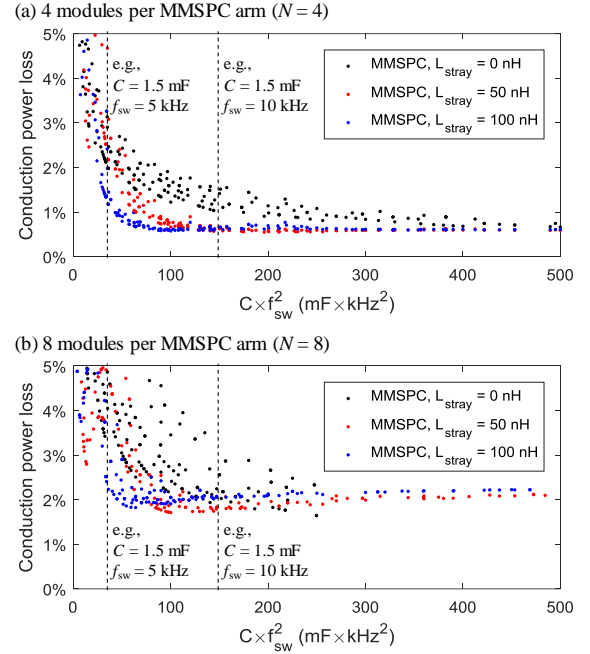 (a) 4 modules per MMSPC arm (N = 4)
5%
4%
3%
2%
1%
0%
Conduction power loss
e.g.,
C = 1.5 mF
fsw = 5 kHz
e.g.,
C = 1.5 mF
fsw = 10 kHz
MMSPC, Lstray = 0 nH
MMSPC, Lstray = 50 nH
MMSPC, Lstray = 100 nH
0 100 200 300 400 500
C×f²sw (mF×kHz²)
(b) 8 modules per MMSPC arm (N = 8)
5%
4%
3%
2%
1%
0%
Conduction power loss
MMSPC, Lstray = 0 nH
MMSPC, Lstray = 50 nH
MMSPC, Lstray = 100 nH
e.g.,
C = 1.5 mF
fsw = 5 kHz
e.g.,
C = 1.5 mF
fsw = 10 kHz
0 100 200 300 400 500
C×f²sw (mF×kHz²)